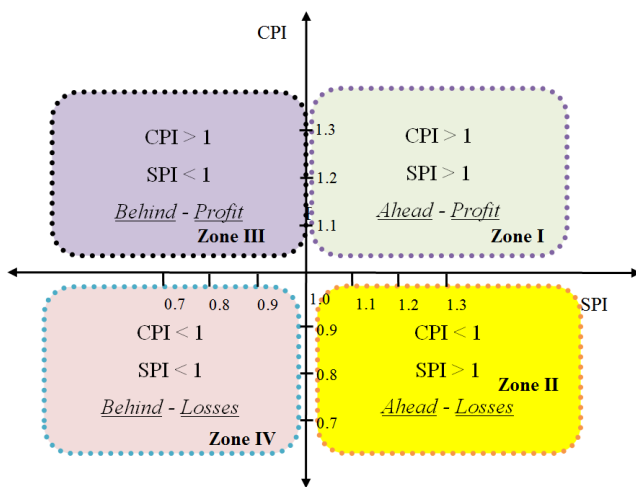 CPI
CPI > 1
SPI < 1
Behind - Profit
Zone III
CPI > 1
SPI > 1
Ahead - Profit
Zone I
1.3
1.2
1.1
0.7 0.8 0.9 1.0 1.1 1.2 1.3 SPI
CPI < 1
SPI < 1
Behind - Losses
Zone IV
0.9
0.8
0.7
CPI < 1
SPI > 1
Zone II
Ahead - Losses